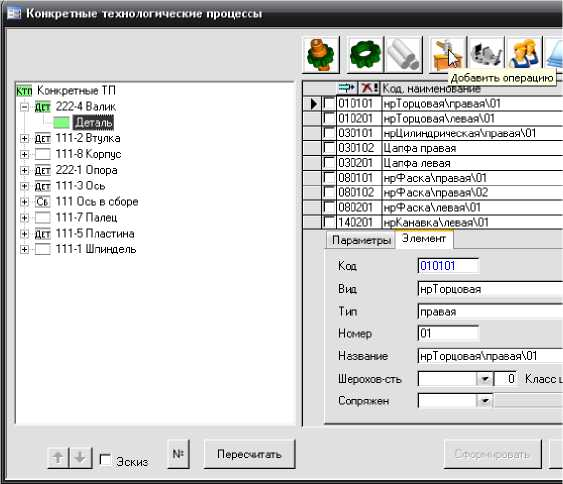 Конкретные технологические процессы
Добавить операцию
КТП Конкретные ТП
ДЕТ 222-4 Валик
Деталь
ДЕТ 111-2 Втулка
111-8 Корпус
ДЕТ 222-1 Опора
ДЕТ 111-3 Ось
СБ 111 Ось в сборе
111-7 Палец
ДЕТ 111-5 Пластина
111-1 Шпиндель
Код, наименование
010101 нрТорцовая\правая\01
010201 нрТорцовая\левая\01
030101 нрЦилиндрическая\правая\01
030102 Цапфа правая
030201 Цапфа левая
080101 нрФаска\правая\01
080102 нрФаска\правая\02
080201 нрФаска\левая\01
140201 нрКанавка\левая\01
Параметры Элемент
Код 010101
Вид нрТорцовая
Тип правая
Номер 01
Название нрТорцовая\правая\01
Шерохов-сть 0 Класс
Сопряжен
Эскиз № Пересчитать Сформировать